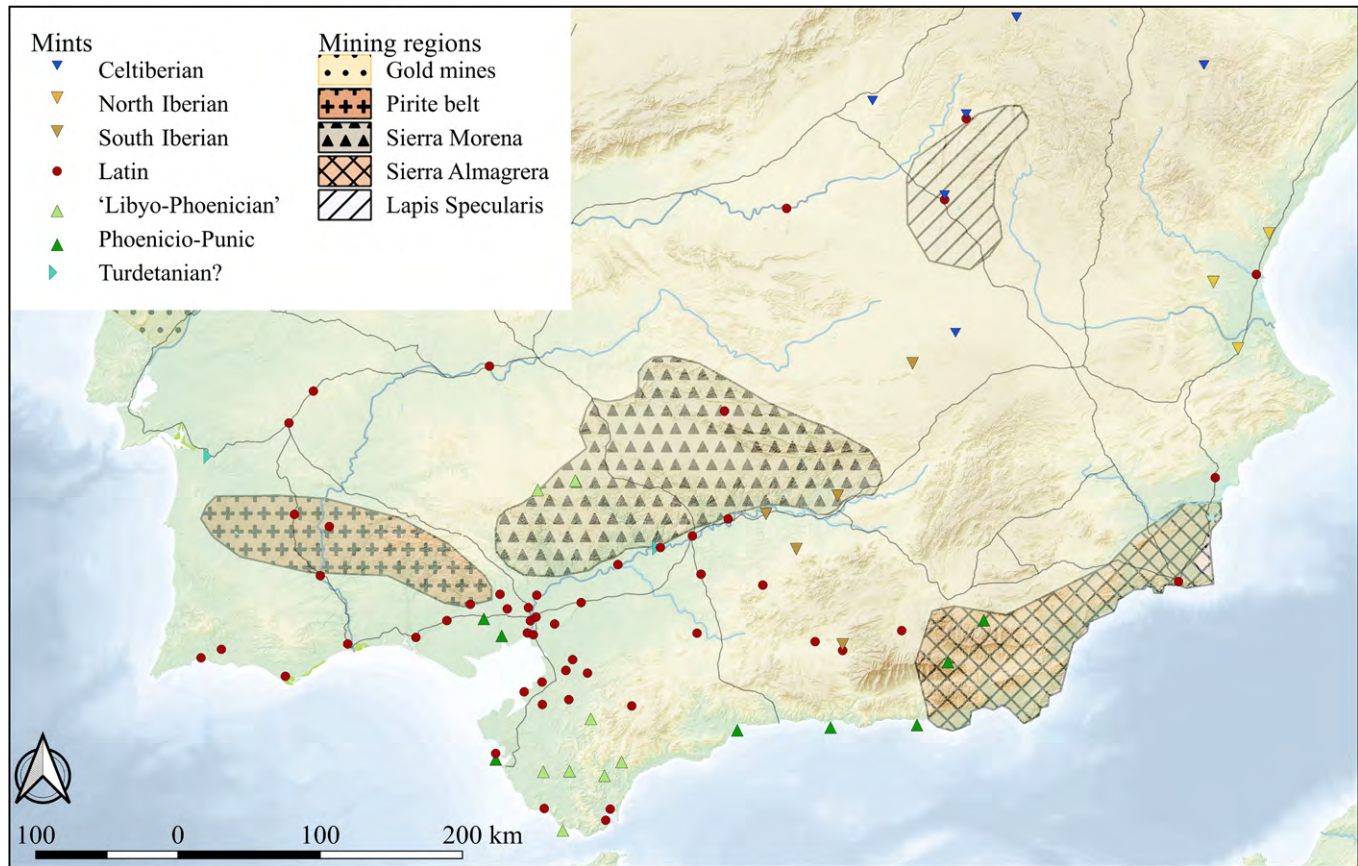 Mints
Celtiberian
North Iberian
South Iberian
Latin
‘Libyo-Phoenician’
Phoenicio-Punic
Turdetanian?
Mining regions
Gold mines
Pirite belt
Sierra Morena
Sierra Almagrera
Lapis Specularis
100 0 100 200 km